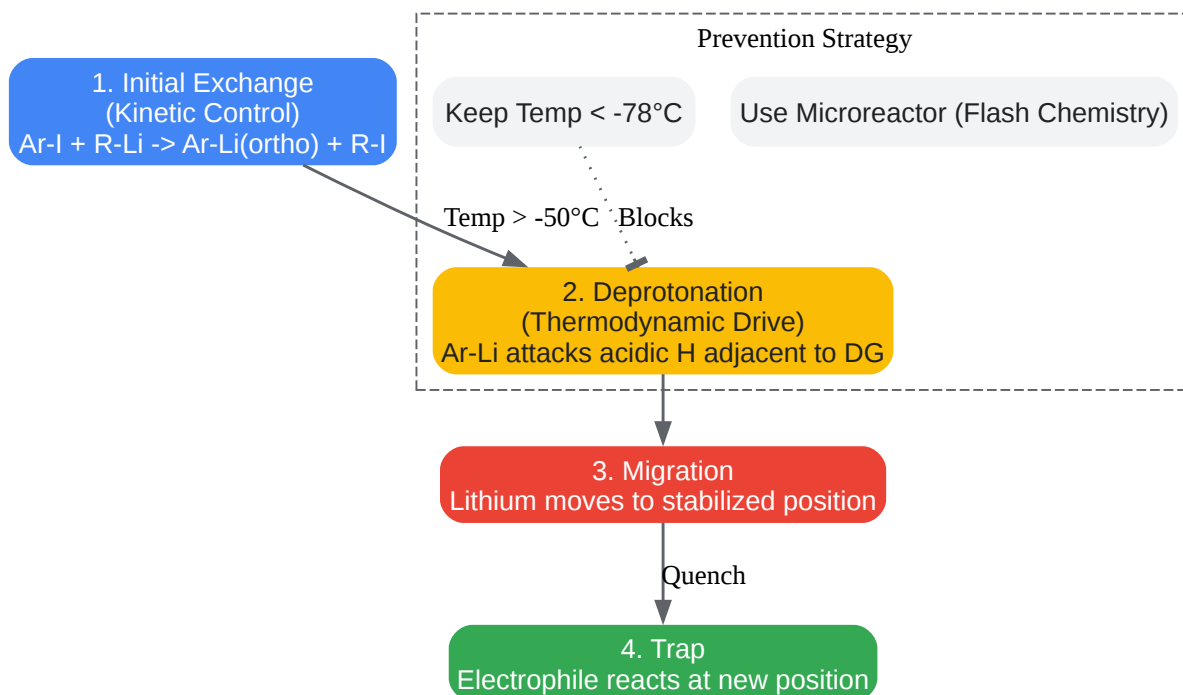 Prevention Strategy
1. Initial Exchange
(Kinetic Control)
Ar-I + R-Li -> Ar-Li(ortho) + R-I
Keep Temp < -78°C
Use Microreactor (Flash Chemistry)
Temp > -50°C
Blocks
2. Deprotonation
(Thermodynamic Drive)
Ar-Li attacks acidic H adjacent to DG
3. Migration
Lithium moves to stabilized position
Quench
4. Trap
Electrophile reacts at new position